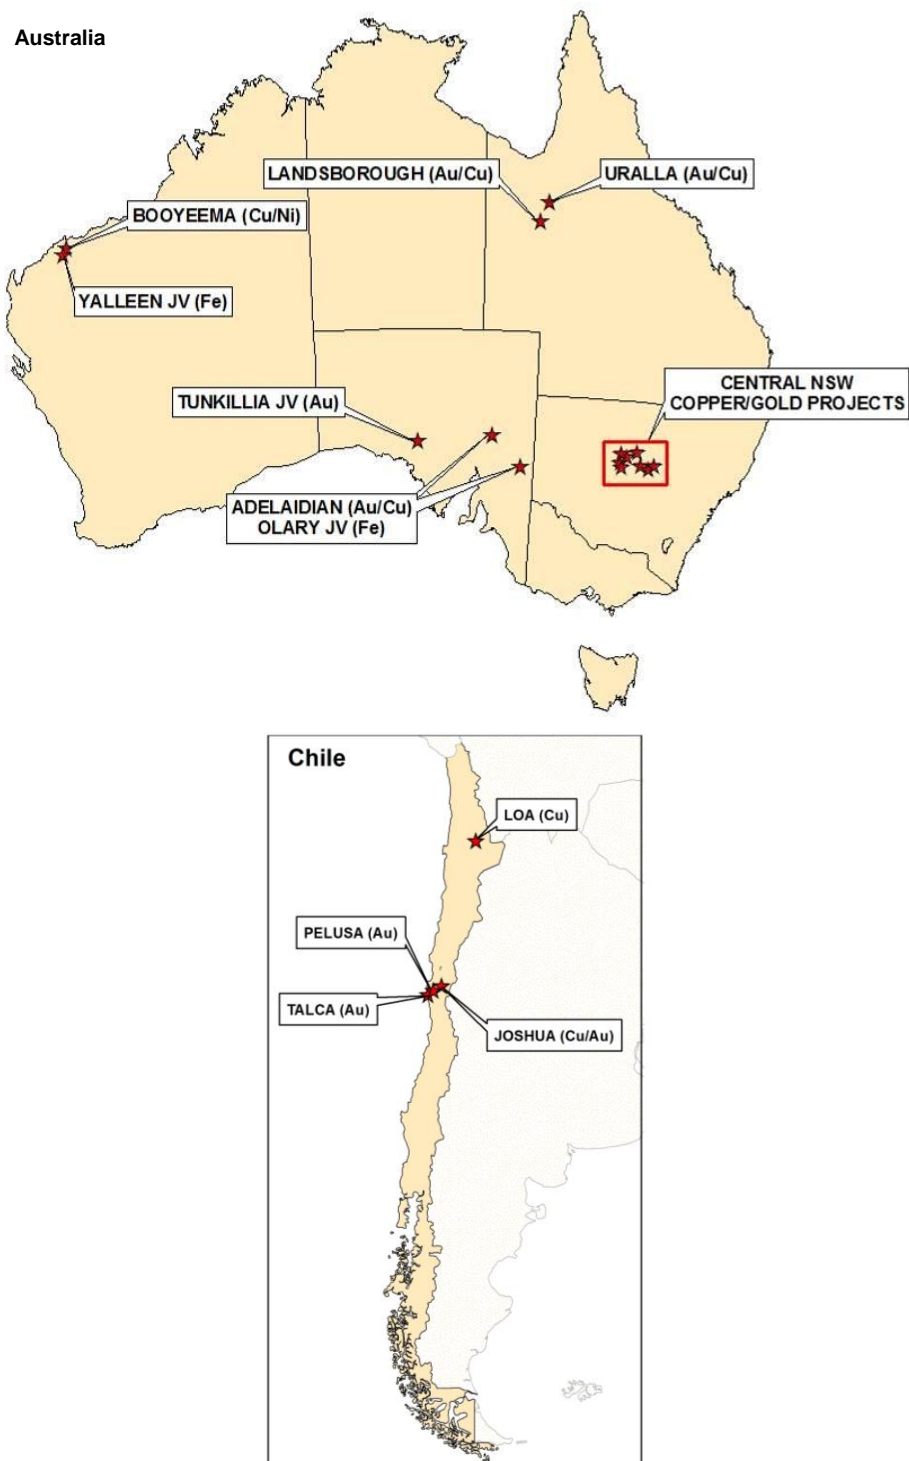 Australia
LANDSBOROUGH (Au/Cu)
URALLA (Au/Cu)
BOOYEEMA (Cu/Ni)
YALLEEN JV (Fe)
CENTRAL NSW
COPPER/GOLD PROJECTS
TUNKILLIA JV (Au)
ADELAIDIAN (Au/Cu)
OLARY JV (Fe)
Chile
LOA (Cu)
PELUSA (Au)
TALCA (Au)
JOSHUA (Cu/Au)